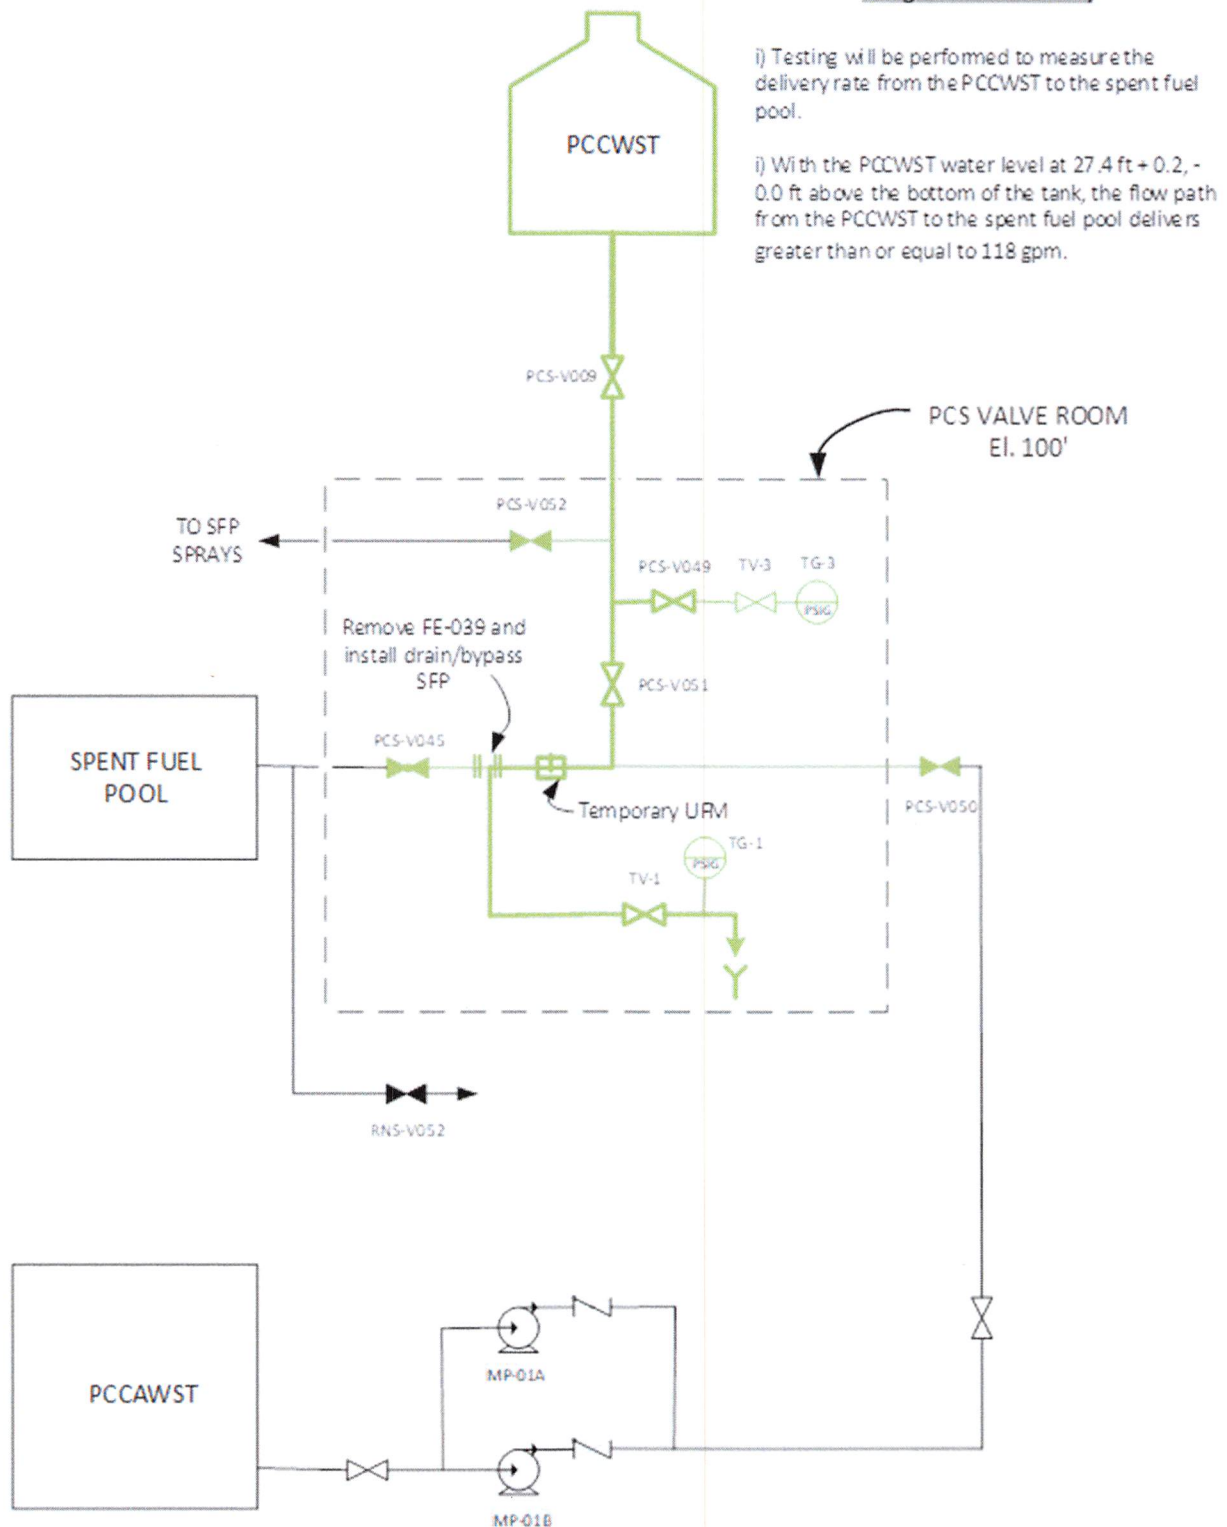 i) Testing will be performed to measure the
delivery rate from the PCCWST to the spent fuel
pool.
i) With the PCCWST water level at 27.4 ft + 0.2, -
0.0 ft above the bottom of the tank, the flow path
from the PCCWST to the spent fuel pool delivers
greater than or equal to 118 gpm.
PCCWST
PCS-V009
PCS VALVE ROOM
El. 100'
PCS-V052
TO SFP
SPRAYS
PCS-V049
TV-3
TG-3
PSIG
Remove FE-039 and
install drain/bypass
SFP
PCS-V051
SPENT FUEL
POOL
PCS-V045
Temporary UFM
PCS-V050
TG-1
PSIG
TV-1
RNS-V052
MP-01A
PCCAWST
MP-01B